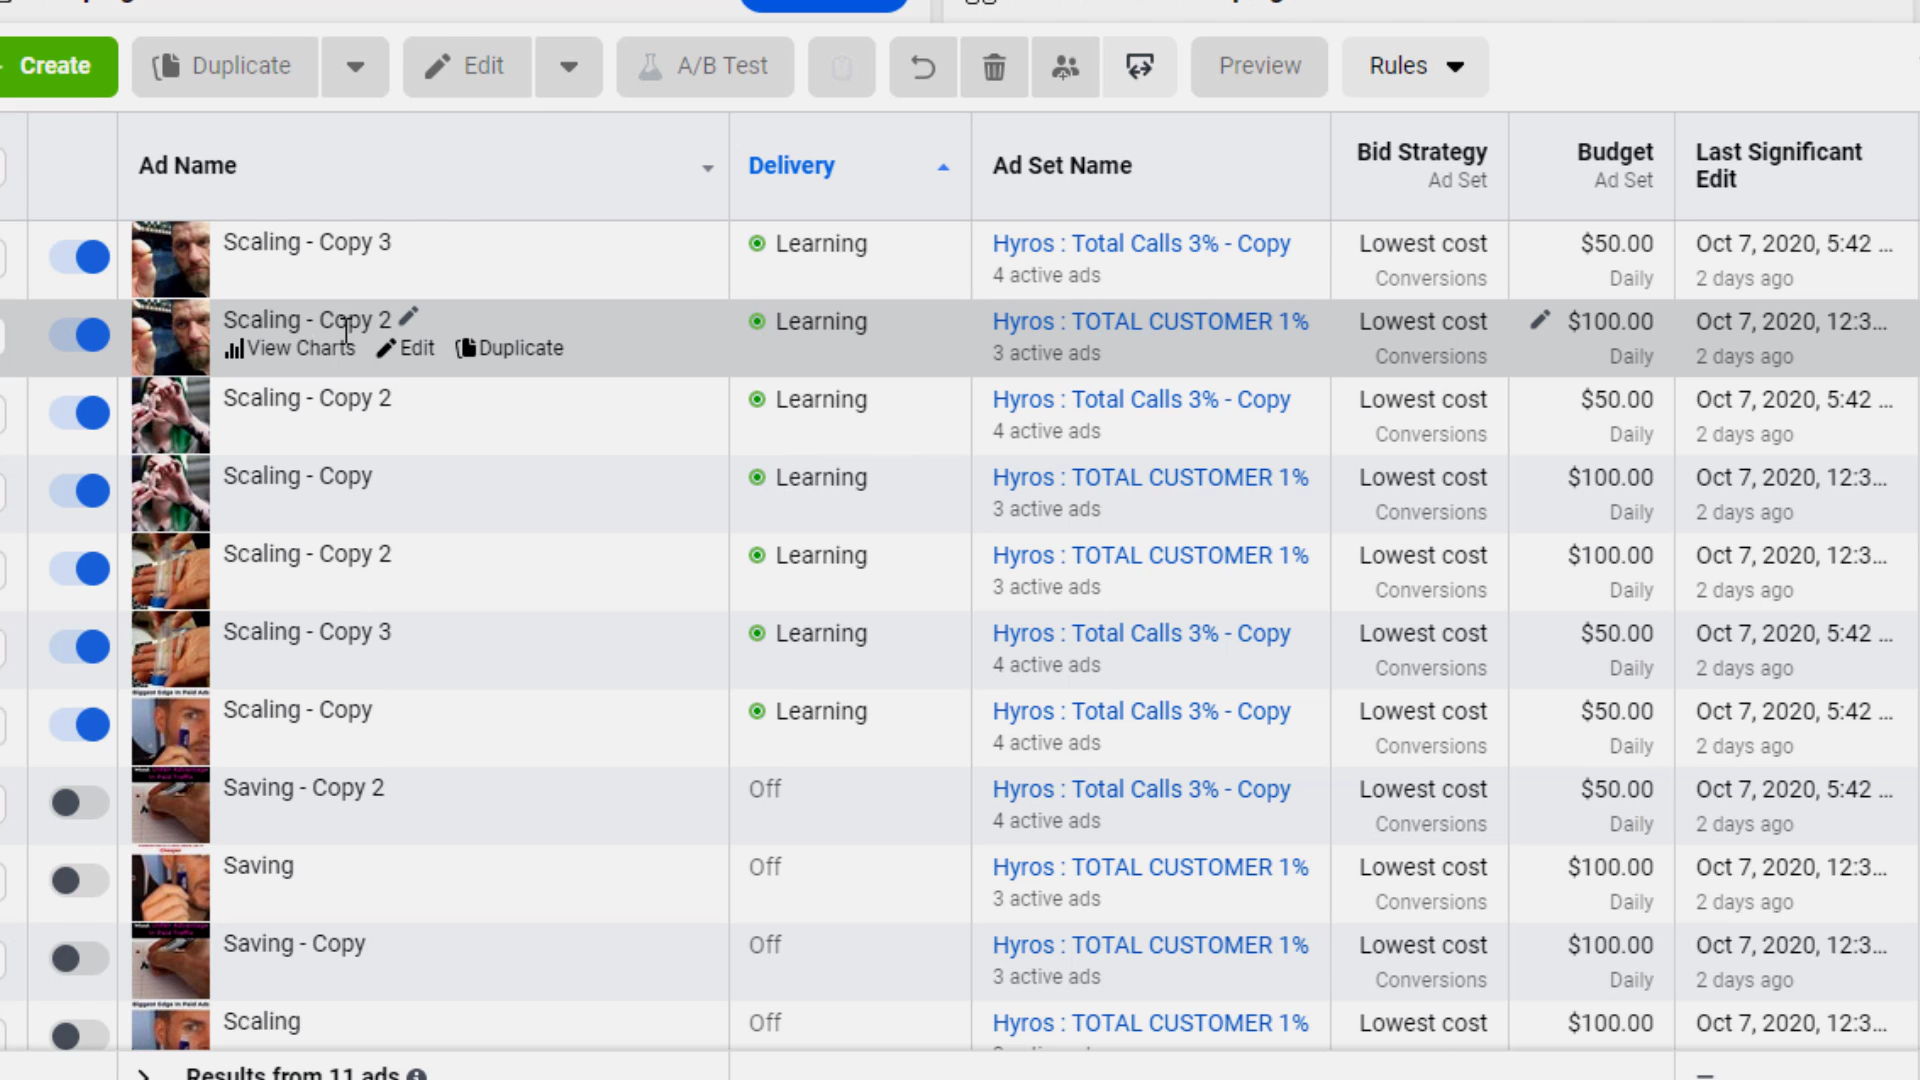 Create
Duplicate
Edit
A/B Test
Preview
Rules
Ad Name
Delivery
Ad Set Name
Bid Strategy
Ad Set
Budget
Ad Set
Last Significant
Edit
Scaling - Copy 3
Learning
Hyros : Total Calls 3% - Copy
4 active ads
Lowest cost
Conversions
$50.00
Daily
Oct 7, 2020, 5:42 ...
2 days ago
Scaling - Copy 2
View Charts
Edit
Duplicate
Learning
Hyros : TOTAL CUSTOMER 1%
3 active ads
Lowest cost
Conversions
$100.00
Daily
Oct 7, 2020, 12:3...
2 days ago
Scaling - Copy 2
Learning
Hyros : Total Calls 3% - Copy
4 active ads
Lowest cost
Conversions
$50.00
Daily
Oct 7, 2020, 5:42 ...
2 days ago
Scaling - Copy
Learning
Hyros : TOTAL CUSTOMER 1%
3 active ads
Lowest cost
Conversions
$100.00
Daily
Oct 7, 2020, 12:3...
2 days ago
Scaling - Copy 2
Learning
Hyros : TOTAL CUSTOMER 1%
3 active ads
Lowest cost
Conversions
$100.00
Daily
Oct 7, 2020, 12:3...
2 days ago
Scaling - Copy 3
Learning
Hyros : Total Calls 3% - Copy
4 active ads
Lowest cost
Conversions
$50.00
Daily
Oct 7, 2020, 5:42 ...
2 days ago
Biggest Edge In Paid Ads
Scaling - Copy
Learning
Hyros : Total Calls 3% - Copy
4 active ads
Lowest cost
Conversions
$50.00
Daily
Oct 7, 2020, 5:42 ...
2 days ago
Saving - Copy 2
Off
Hyros : Total Calls 3% - Copy
4 active ads
Lowest cost
Conversions
$50.00
Daily
Oct 7, 2020, 5:42 ...
2 days ago
Saving
Off
Hyros : TOTAL CUSTOMER 1%
3 active ads
Lowest cost
Conversions
$100.00
Daily
Oct 7, 2020, 12:3...
2 days ago
Saving - Copy
Off
Hyros : TOTAL CUSTOMER 1%
3 active ads
Lowest cost
Conversions
$100.00
Daily
Oct 7, 2020, 12:3...
2 days ago
Biggest Edge In Paid Ads
Scaling
Off
Hyros : TOTAL CUSTOMER 1%
Lowest cost
$100.00
Oct 7, 2020, 12:3...
Results from 11 ads